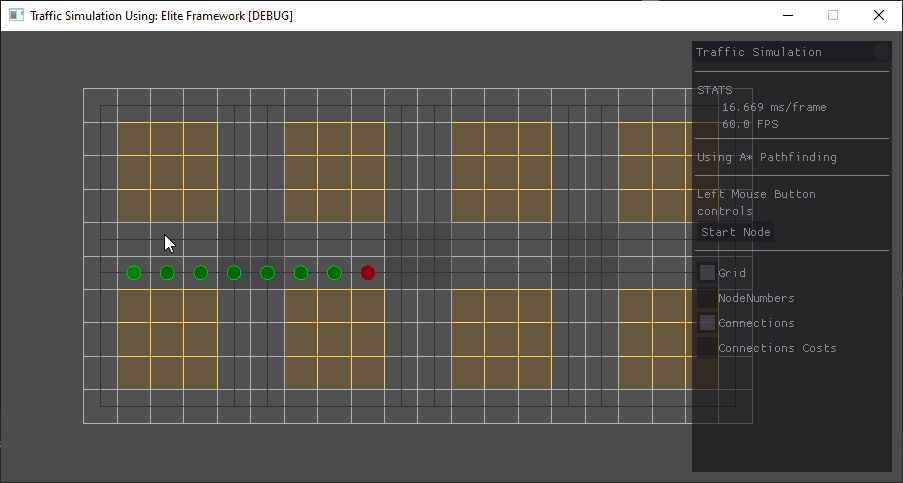 Traffic Simulation Using: Elite Framework [DEBUG]
Traffic Simulation
STATS
16.669 ms/frame
60.0 FPS
Using A* Pathfinding
Left Mouse Button
controls
Start Node
Grid
NodeNumbers
Connections
Connections Costs